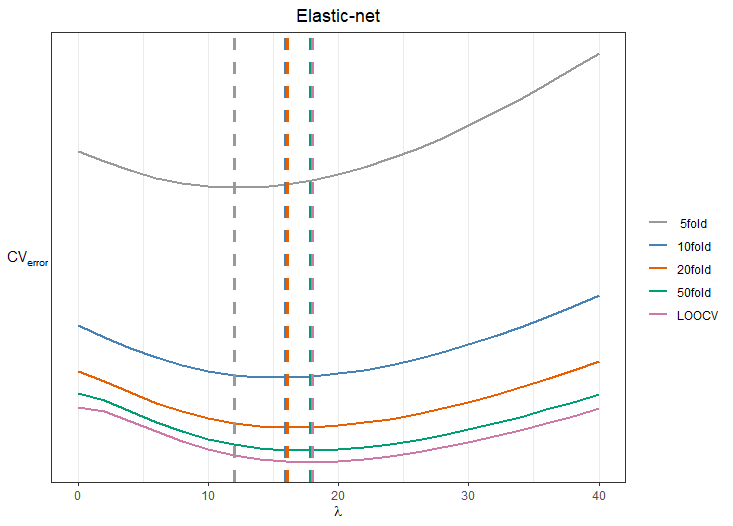 Elastic-net
CVerror
0 10 20 30 40
λ
5fold
10fold
20fold
50fold
LOOCV